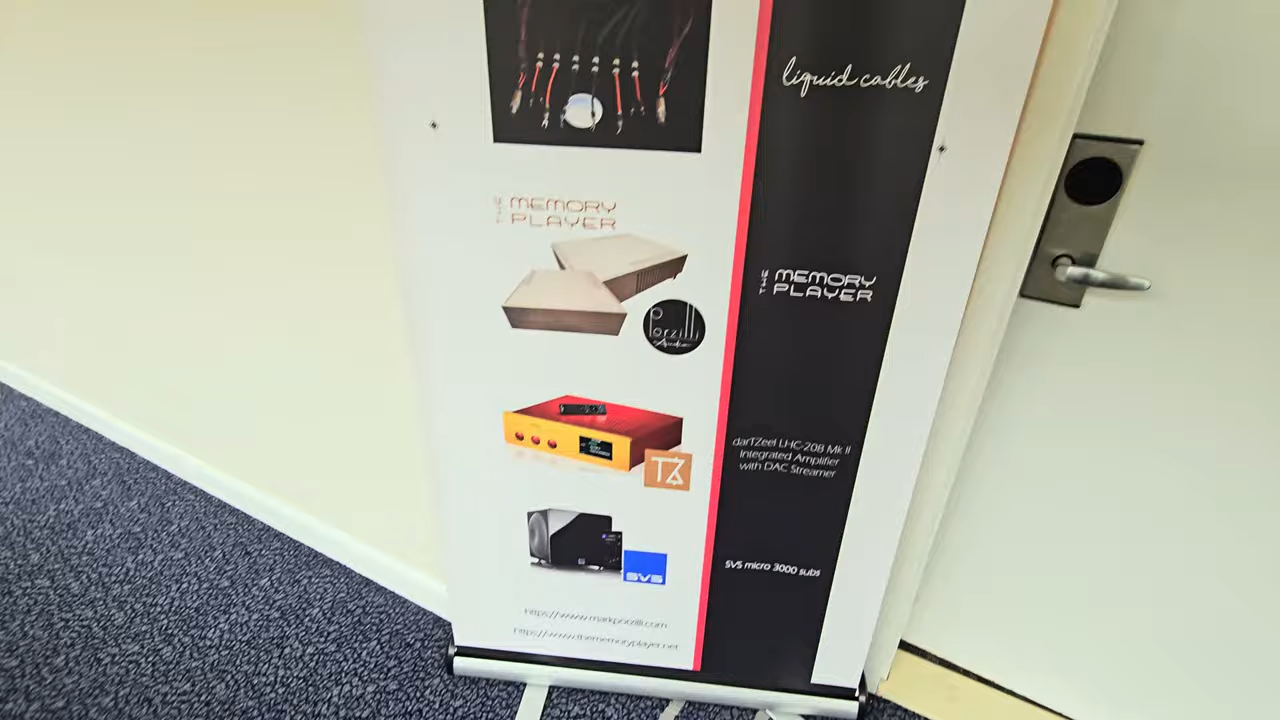 liquid cables
THE MEMORY
PLAYER
THE MEMORY
PLAYER
Porzilli
darTZeel LHC-208 Mk II
Integrated Amplifier
with DAC Streamer
TZ
SVS micro 3000 subs
SVS
https://www.markporzilli.com
https://www.thememoryplayer.net